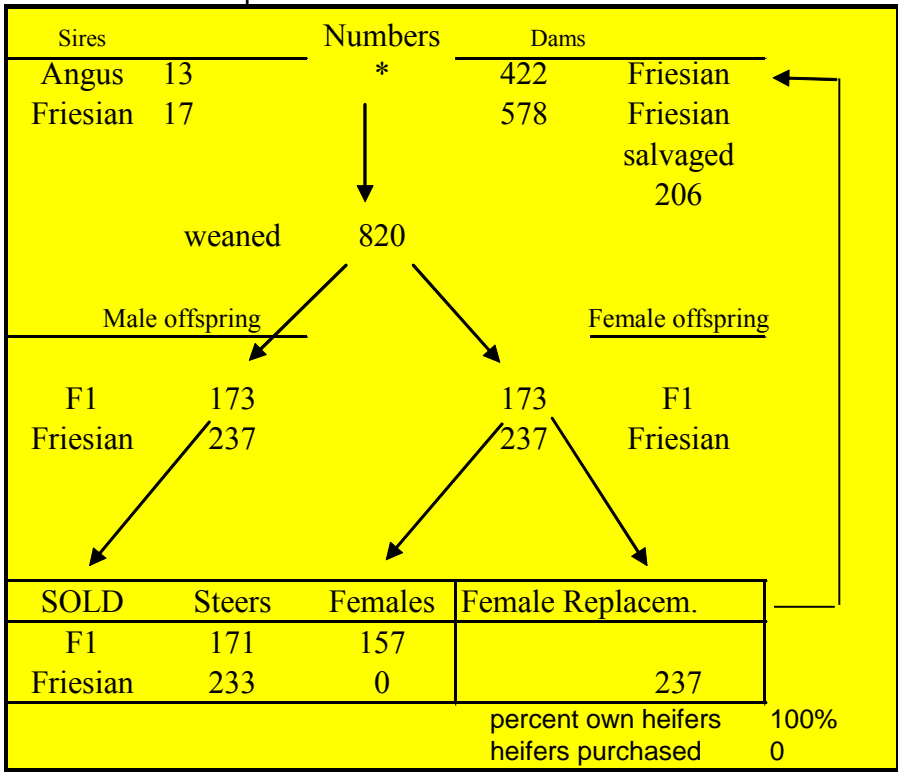 Sires Numbers Dams
Angus 13 * 422 Friesian
Friesian 17 578 Friesian
salvaged
206
weaned 820
Male offspring Female offspring
F1 173 173 F1
Friesian 237 237 Friesian
SOLD Steers Females Female Replacem.
F1 171 157
Friesian 233 0 237
percent own heifers 100%
heifers purchased 0